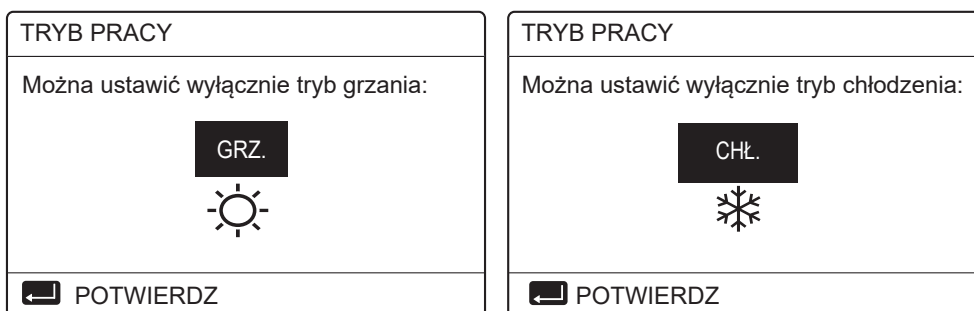 TRYB PRACY
Można ustawić wyłącznie tryb grzania:
GRZ.
POTWIERDZ
TRYB PRACY
Można ustawić wyłącznie tryb chłodzenia:
CHŁ.
POTWIERDZ